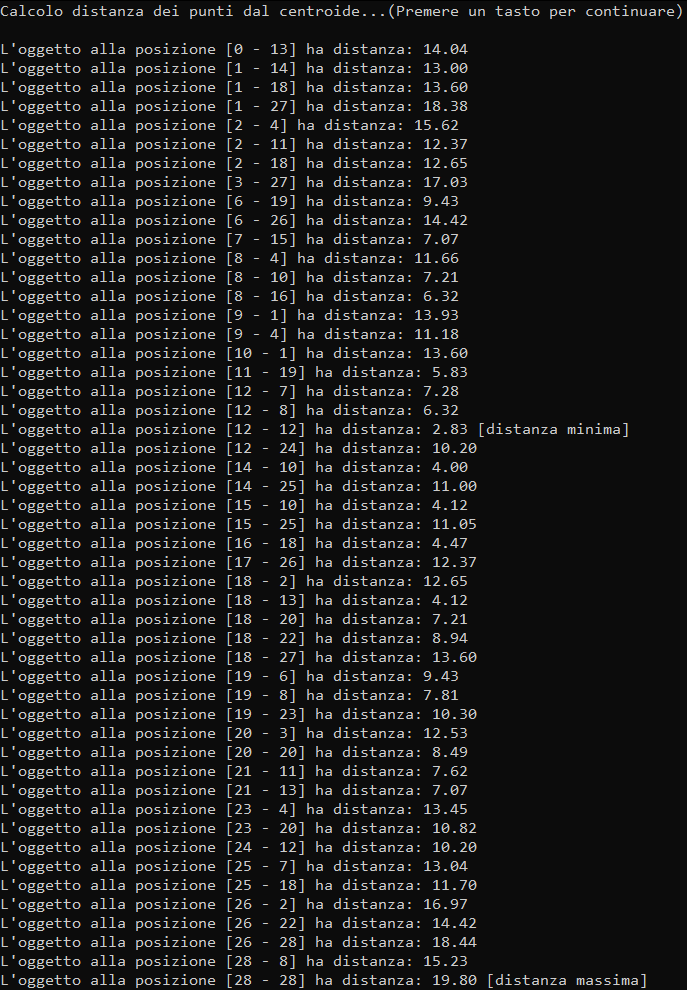 Calcolo distanza dei punti dal centroide...(Premere un tasto per continuare)
L'oggetto alla posizione [0 - 13] ha distanza: 14.04
L'oggetto alla posizione [1 - 14] ha distanza: 13.00
L'oggetto alla posizione [1 - 18] ha distanza: 13.60
L'oggetto alla posizione [1 - 27] ha distanza: 18.38
L'oggetto alla posizione [2 - 4] ha distanza: 15.62
L'oggetto alla posizione [2 - 11] ha distanza: 12.37
L'oggetto alla posizione [2 - 18] ha distanza: 12.65
L'oggetto alla posizione [3 - 27] ha distanza: 17.03
L'oggetto alla posizione [6 - 19] ha distanza: 9.43
L'oggetto alla posizione [6 - 26] ha distanza: 14.42
L'oggetto alla posizione [7 - 15] ha distanza: 7.07
L'oggetto alla posizione [8 - 4] ha distanza: 11.66
L'oggetto alla posizione [8 - 10] ha distanza: 7.21
L'oggetto alla posizione [8 - 16] ha distanza: 6.32
L'oggetto alla posizione [9 - 1] ha distanza: 13.93
L'oggetto alla posizione [9 - 4] ha distanza: 11.18
L'oggetto alla posizione [10 - 1] ha distanza: 13.60
L'oggetto alla posizione [11 - 19] ha distanza: 5.83
L'oggetto alla posizione [12 - 7] ha distanza: 7.28
L'oggetto alla posizione [12 - 8] ha distanza: 6.32
L'oggetto alla posizione [12 - 12] ha distanza: 2.83 [distanza minima]
L'oggetto alla posizione [12 - 24] ha distanza: 10.20
L'oggetto alla posizione [14 - 10] ha distanza: 4.00
L'oggetto alla posizione [14 - 25] ha distanza: 11.00
L'oggetto alla posizione [15 - 10] ha distanza: 4.12
L'oggetto alla posizione [15 - 25] ha distanza: 11.05
L'oggetto alla posizione [16 - 18] ha distanza: 4.47
L'oggetto alla posizione [17 - 26] ha distanza: 12.37
L'oggetto alla posizione [18 - 2] ha distanza: 12.65
L'oggetto alla posizione [18 - 13] ha distanza: 4.12
L'oggetto alla posizione [18 - 20] ha distanza: 7.21
L'oggetto alla posizione [18 - 22] ha distanza: 8.94
L'oggetto alla posizione [18 - 27] ha distanza: 13.60
L'oggetto alla posizione [19 - 6] ha distanza: 9.43
L'oggetto alla posizione [19 - 8] ha distanza: 7.81
L'oggetto alla posizione [19 - 23] ha distanza: 10.30
L'oggetto alla posizione [20 - 3] ha distanza: 12.53
L'oggetto alla posizione [20 - 20] ha distanza: 8.49
L'oggetto alla posizione [21 - 11] ha distanza: 7.62
L'oggetto alla posizione [21 - 13] ha distanza: 7.07
L'oggetto alla posizione [23 - 4] ha distanza: 13.45
L'oggetto alla posizione [23 - 20] ha distanza: 10.82
L'oggetto alla posizione [24 - 12] ha distanza: 10.20
L'oggetto alla posizione [25 - 7] ha distanza: 13.04
L'oggetto alla posizione [25 - 18] ha distanza: 11.70
L'oggetto alla posizione [26 - 2] ha distanza: 16.97
L'oggetto alla posizione [26 - 22] ha distanza: 14.42
L'oggetto alla posizione [26 - 28] ha distanza: 18.44
L'oggetto alla posizione [28 - 8] ha distanza: 15.23
L'oggetto alla posizione [28 - 28] ha distanza: 19.80 [distanza massima]